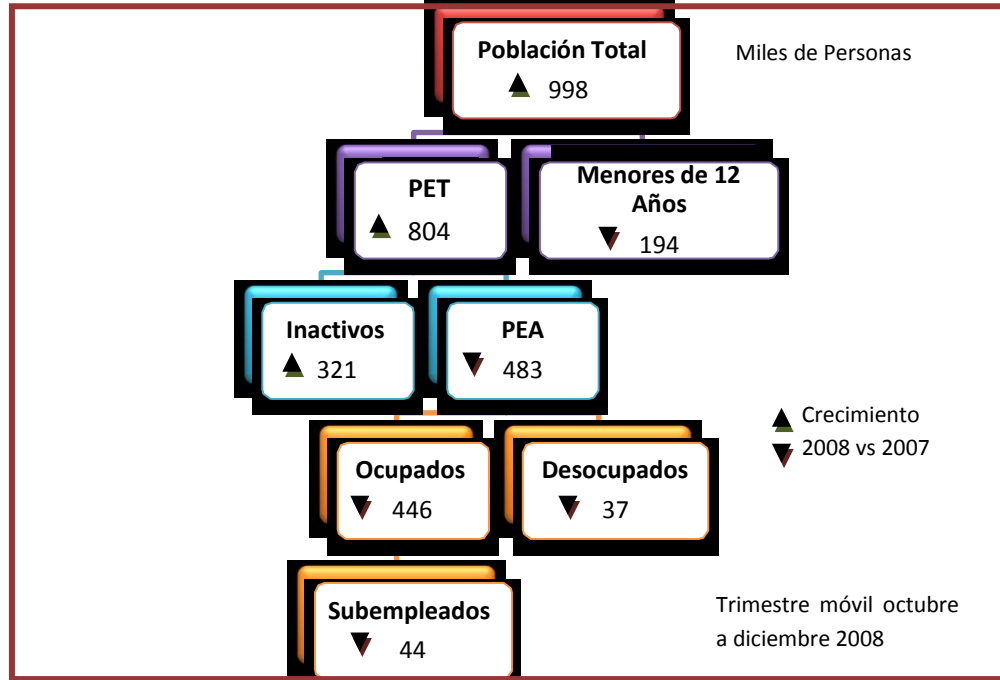 Población Total
998
Miles de Personas
PET
804
Menores de 12
Años
194
Inactivos
321
PEA
483
Crecimiento
2008 vs 2007
Ocupados
446
Desocupados
37
Subempleados
44
Trimestre móvil octubre
a diciembre 2008